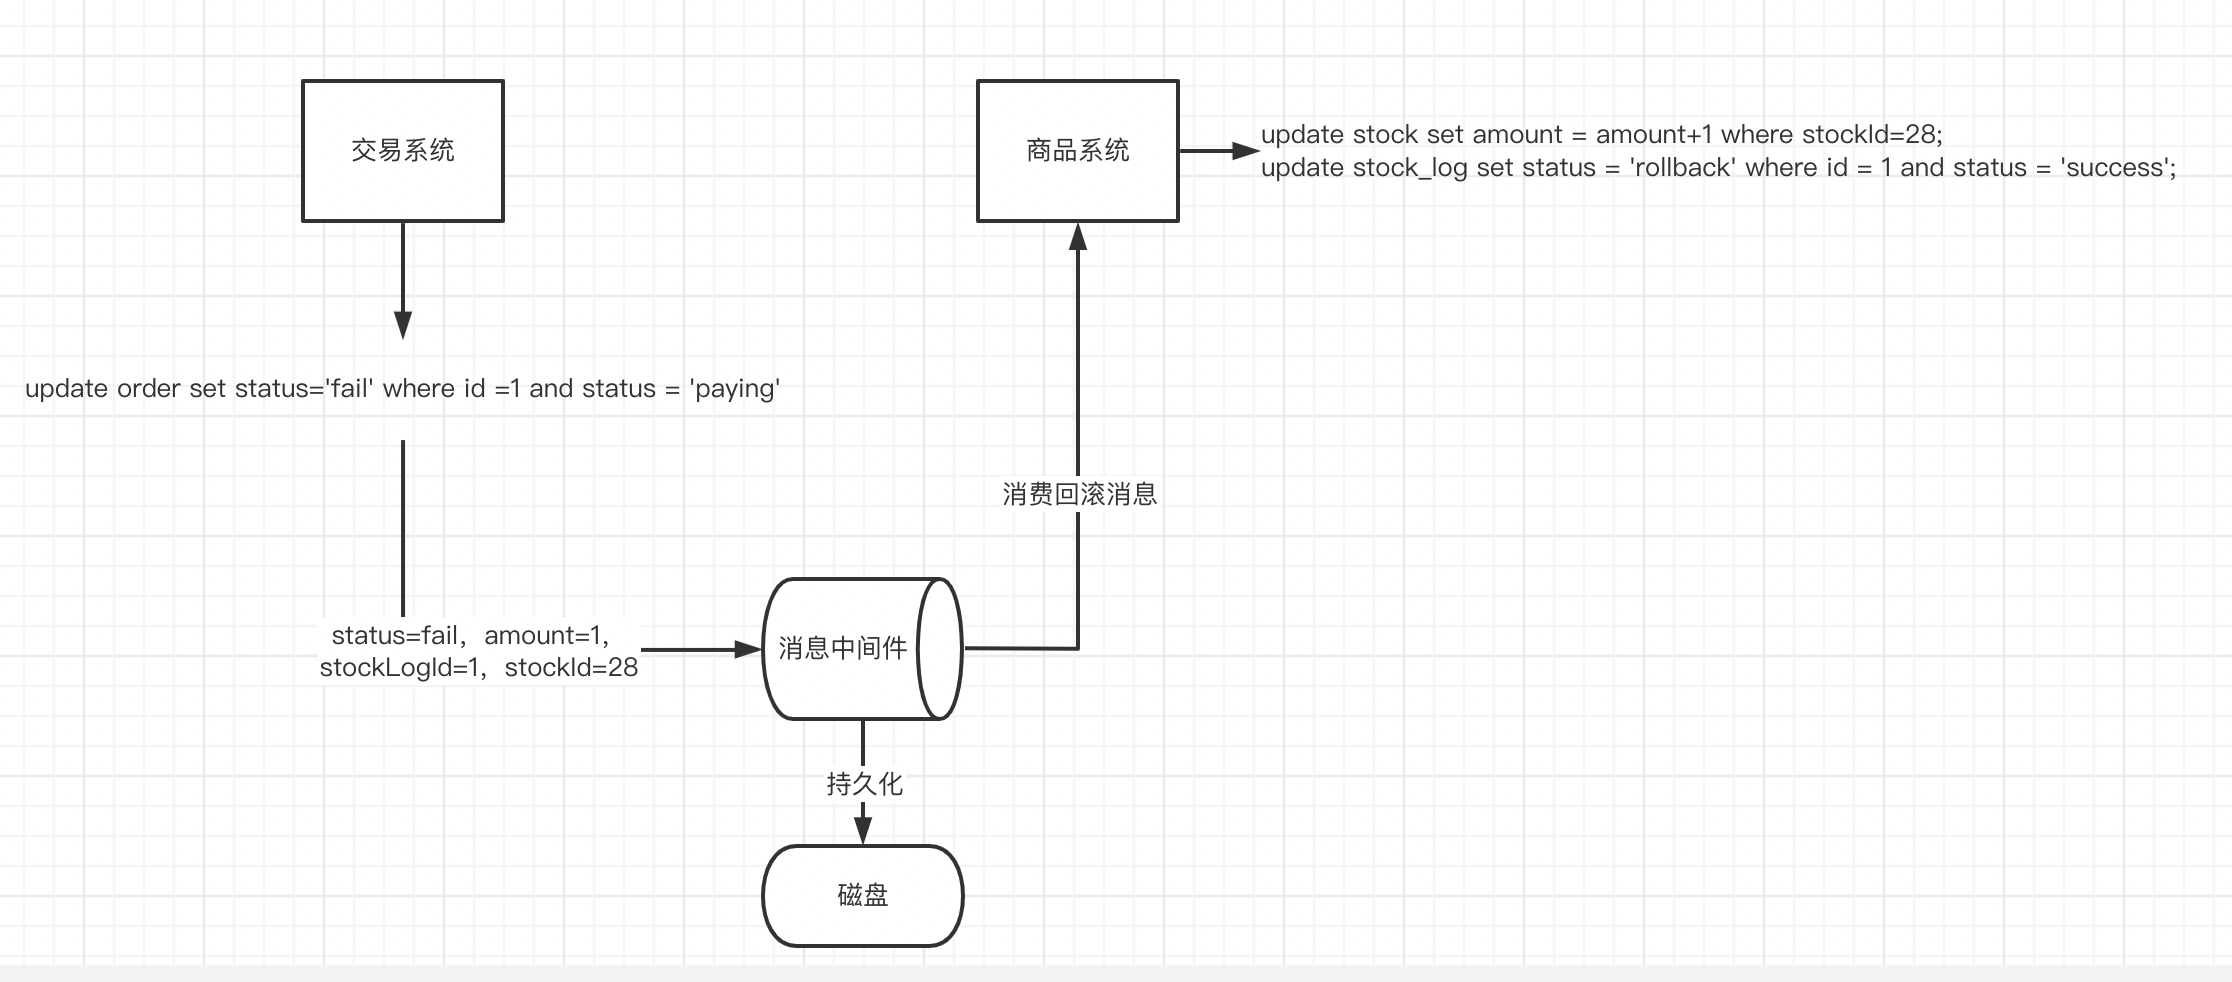 交易系统
商品系统
update stock set amount = amount+1 where stockId=28;
update stock_log set status = 'rollback' where id = 1 and status = 'success';
update order set status='fail' where id =1 and status = 'paying'
消费回滚消息
status=fail，amount=1，
stockLogId=1，stockId=28
消息中间件
持久化
磁盘